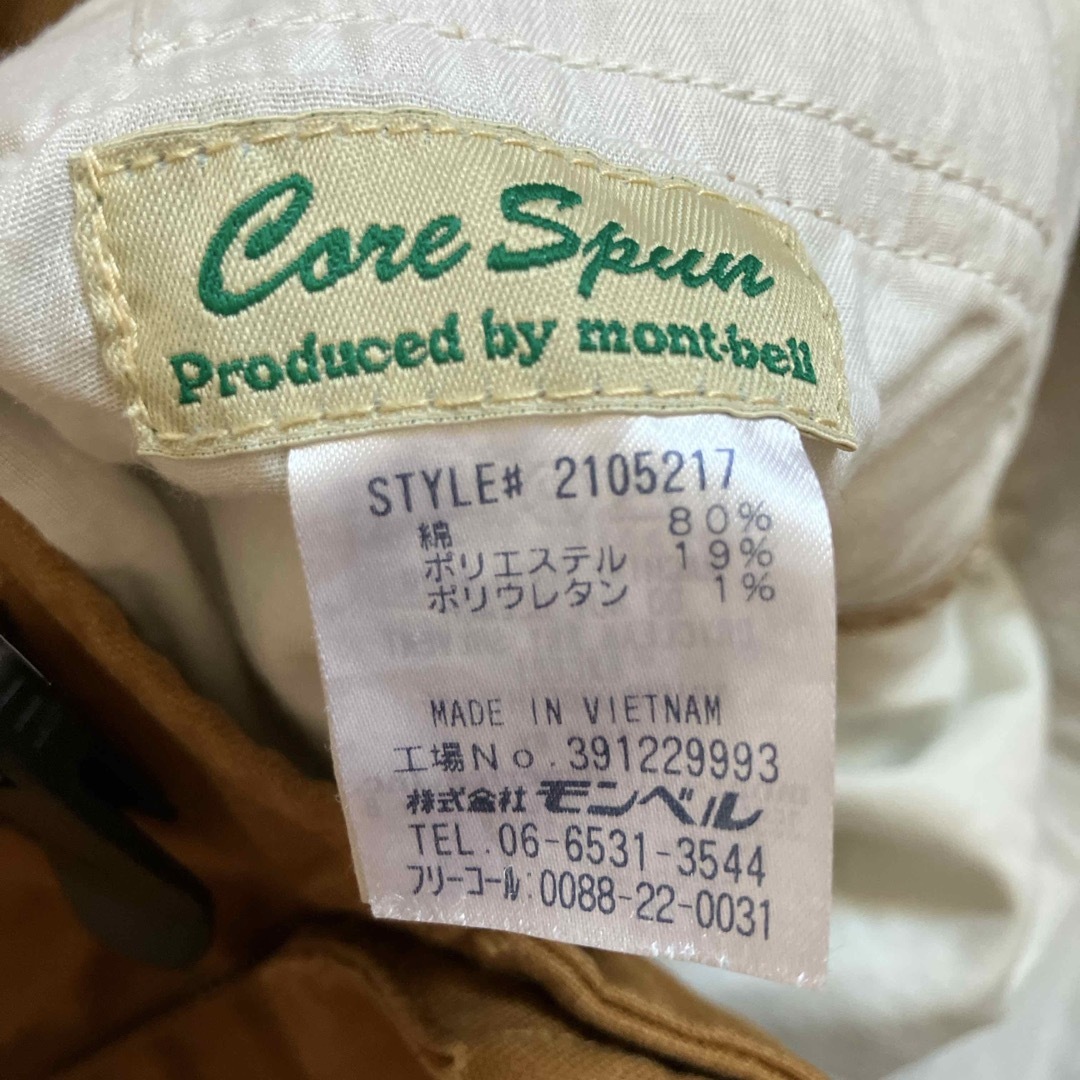 Core Spun
Produced by mont-bell
STYLE# 2105217
綿 80%
ポリエステル 19%
ポリウレタン 1%
MADE IN VIETNAM
工場No.391229993
株式会社 モンベル
TEL.06-6531-3544
フリーコール:0088-22-0031